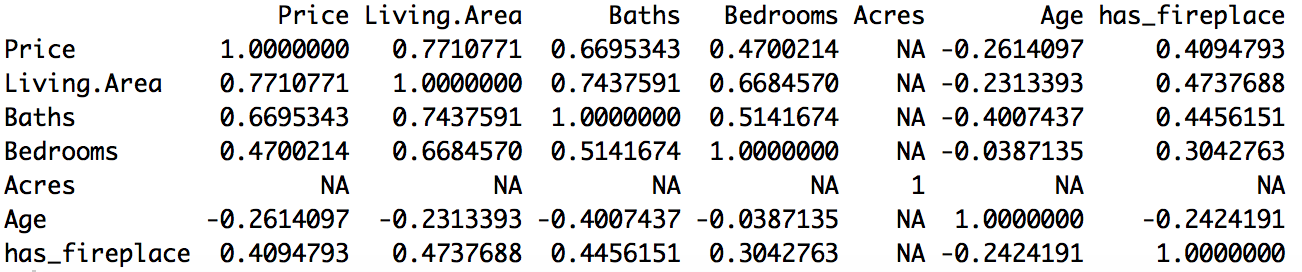 Price Living.Area Baths Bedrooms Acres Age has_fireplace
Price 1.0000000 0.7710771 0.6695343 0.4700214 NA -0.2614097 0.4094793
Living.Area 0.7710771 1.0000000 0.7437591 0.6684570 NA -0.2313393 0.4737688
Baths 0.6695343 0.7437591 1.0000000 0.5141674 NA -0.4007437 0.4456151
Bedrooms 0.4700214 0.6684570 0.5141674 1.0000000 NA -0.0387135 0.3042763
Acres NA NA NA NA 1 NA NA
Age -0.2614097 -0.2313393 -0.4007437 -0.0387135 NA 1.0000000 -0.2424191
has_fireplace 0.4094793 0.4737688 0.4456151 0.3042763 NA -0.2424191 1.0000000